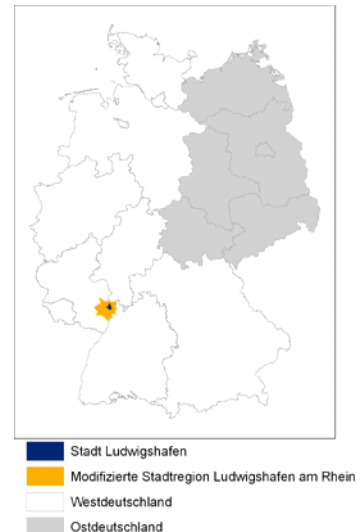 Stadt Ludwigshafen
Modifizierte Stadtregion Ludwigshafen am Rhein
Westdeutschland
Ostdeutschland